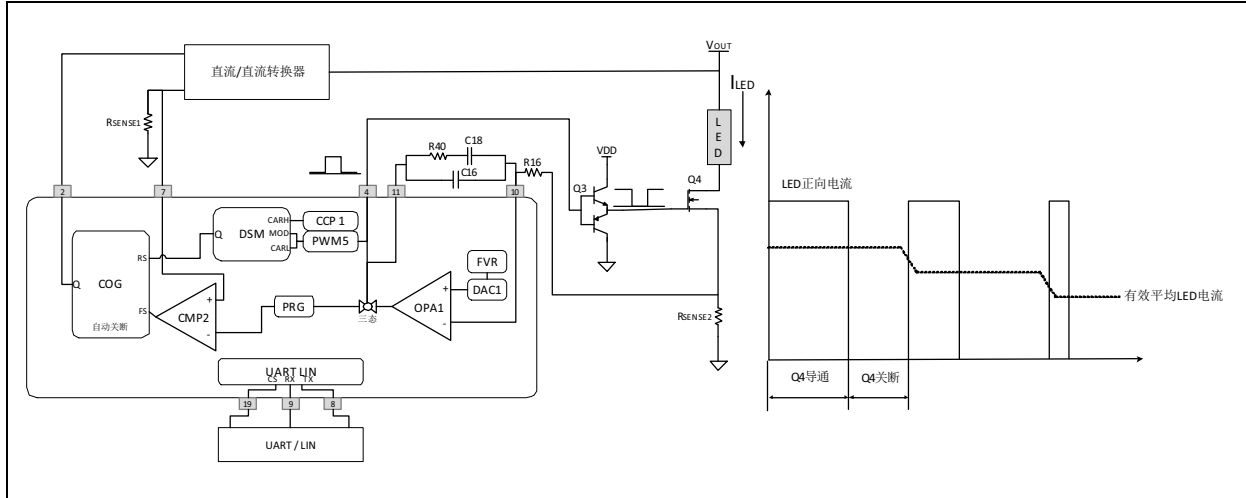 直流/直流转换器
RSENSE1
VOUT
ILED
LED
R40
C18
C16
R16
VDD
Q3
Q4
2
7
4
11
10
RS
Q
DSM
CARH
MOD
CARL
CCP 1
PWM5
Q
COG
FS
自动关断
+
CMP2
-
PRG
三态
OPA1
+
-
FVR
DAC1
RSENSE2
UART LIN
CS
RX
TX
19
9
8
UART / LIN
LED正向电流
有效平均LED电流
Q4导通
Q4关断